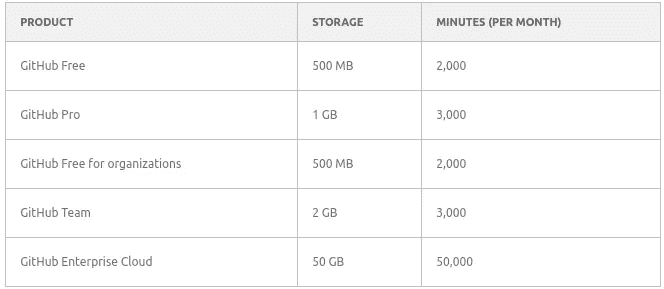 PRODUCT STORAGE MINUTES (PER MONTH)
GitHub Free 500 MB 2,000
GitHub Pro 1 GB 3,000
GitHub Free for organizations 500 MB 2,000
GitHub Team 2 GB 3,000
GitHub Enterprise Cloud 50 GB 50,000